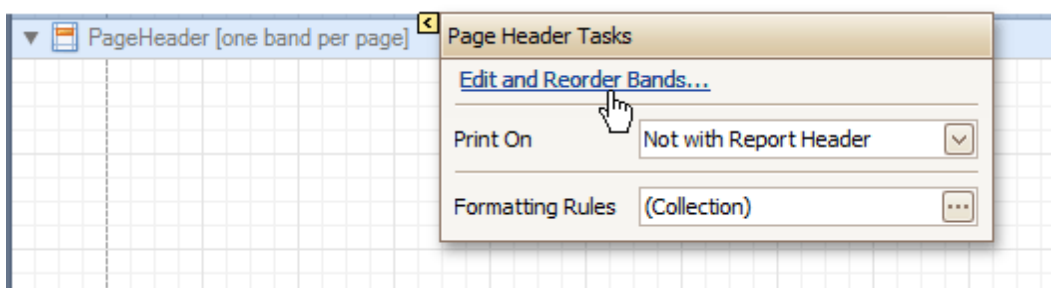 PageHeader [one band per page]
Page Header Tasks
Edit and Reorder Bands...
Print On Not with Report Header
Formatting Rules (Collection)